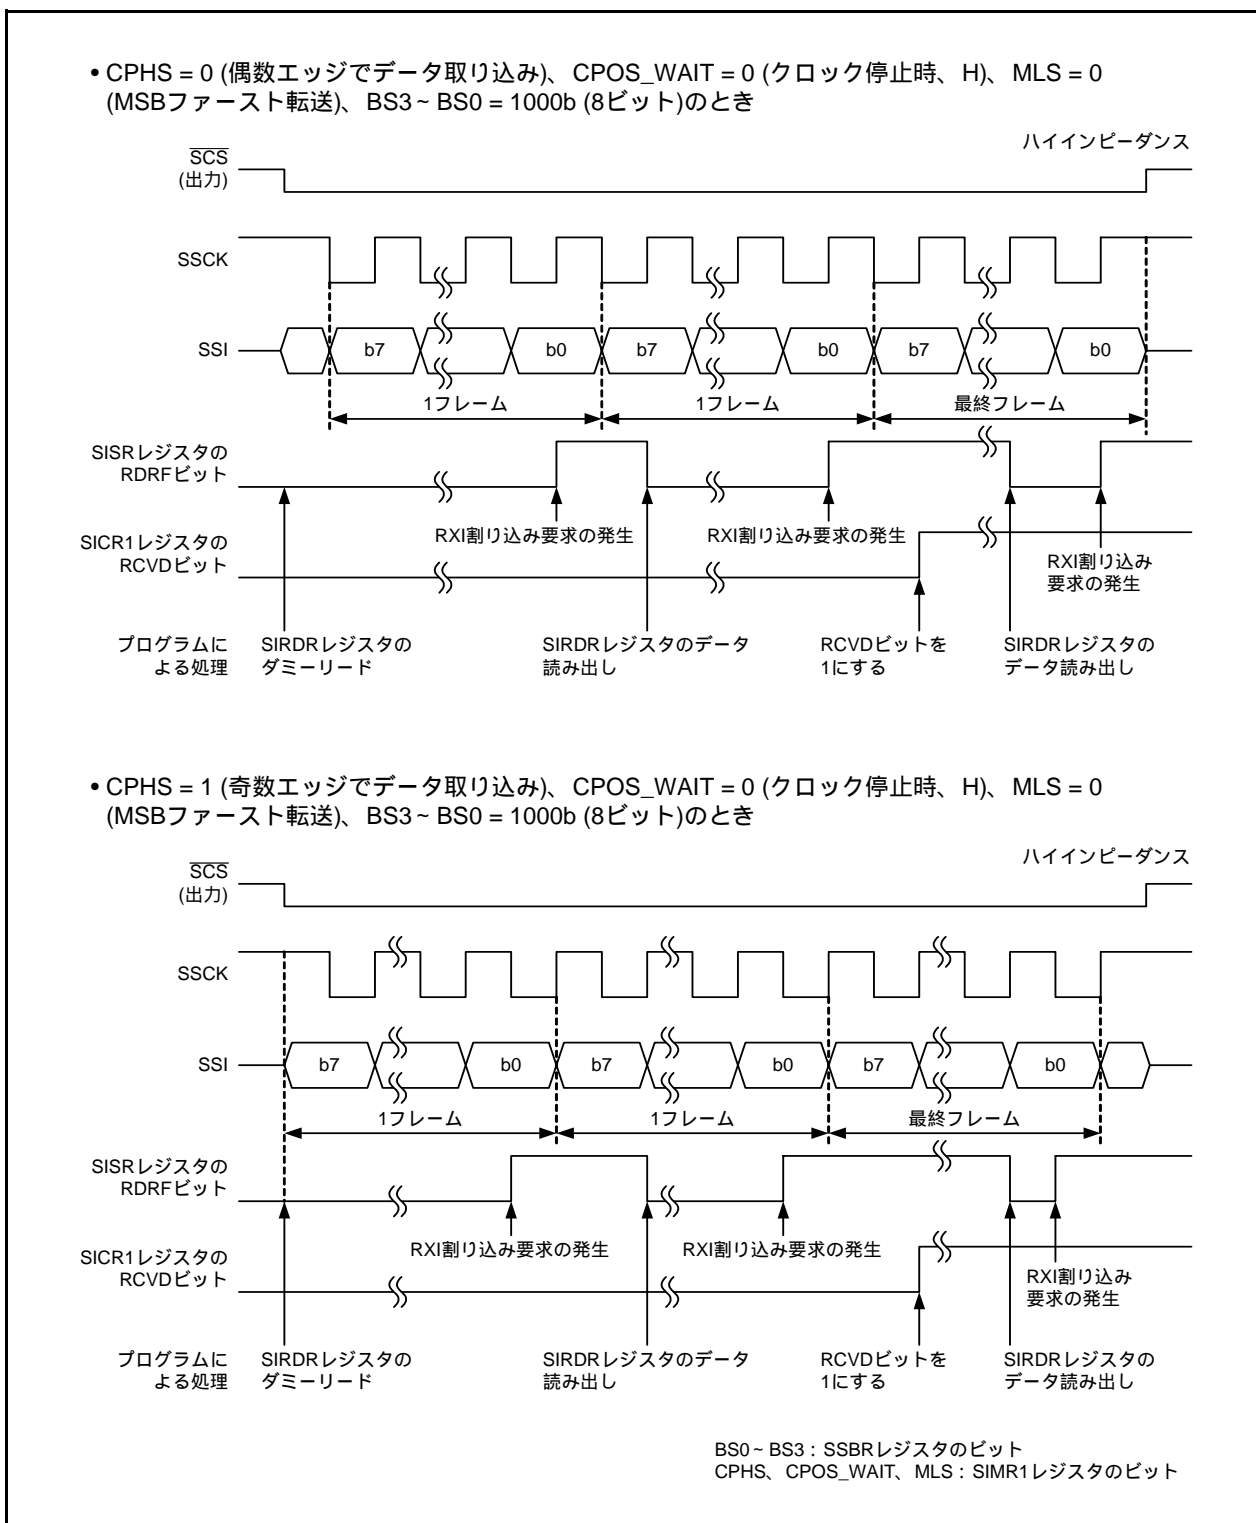 • CPHS = 0 (偶数エッジでデータ取り込み)、CPOS_WAIT = 0 (クロック停止時、H)、MLS = 0
(MSBファースト転送)、BS3~BS0 = 1000b (8ビット)のとき
SCS
(出力)
ハイインピーダンス
SSCK
SSI
b7
b0
b7
b0
b7
b0
1フレーム
1フレーム
最終フレーム
SISRレジスタの
RDRFビット
RXI割り込み要求の発生
RXI割り込み要求の発生
SICR1レジスタの
RCVDビット
RXI割り込み
要求の発生
プログラムに
よる処理
SIRDRレジスタの
ダミーリード
SIRDRレジスタのデータ
読み出し
RCVDビットを
1にする
SIRDRレジスタの
データ読み出し
• CPHS = 1 (奇数エッジでデータ取り込み)、CPOS_WAIT = 0 (クロック停止時、H)、MLS = 0
(MSBファースト転送)、BS3~BS0 = 1000b (8ビット)のとき
SCS
(出力)
ハイインピーダンス
SSCK
SSI
b7
b0
b7
b0
b7
b0
1フレーム
1フレーム
最終フレーム
SISRレジスタの
RDRFビット
RXI割り込み要求の発生
RXI割り込み要求の発生
SICR1レジスタの
RCVDビット
RXI割り込み
要求の発生
プログラムに
よる処理
SIRDRレジスタの
ダミーリード
SIRDRレジスタのデータ
読み出し
RCVDビットを
1にする
SIRDRレジスタの
データ読み出し
BS0~BS3:SSBRレジスタのビット
CPHS、CPOS_WAIT、MLS:SIMR1レジスタのビット